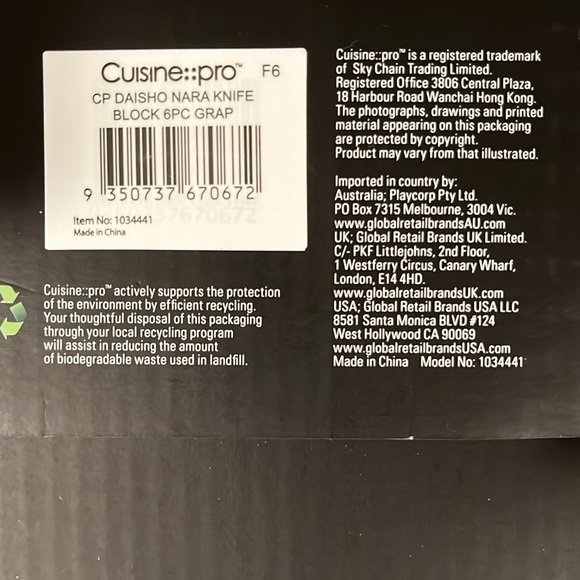 Cuisine::pro™ F6
CP DAISHO NARA KNIFE
BLOCK 6PC GRAP
9 350737 670672
Item No: 1034441
Made in China
Cuisine::pro™ actively supports the protection
of the environment by efficient recycling.
Your thoughtful disposal of this packaging
through your local recycling program
will assist in reducing the amount
of biodegradable waste used in landfill.
Cuisine::pro™ is a registered trademark
of Sky Chain Trading Limited.
Registered Office 3806 Central Plaza,
18 Harbour Road Wanchai Hong Kong.
The photographs, drawings and printed
material appearing on this packaging
are protected by copyright.
Product may vary from that illustrated.
Imported in country by:
Australia; Playcorp Pty Ltd.
PO Box 7315 Melbourne, 3004 Vic.
www.globalretailbrandsAU.com
UK; Global Retail Brands UK Limited.
C/- PKF Littlejohns, 2nd Floor,
1 Westferry Circus, Canary Wharf,
London, E14 4HD.
www.globalretailbrandsUK.com
USA; Global Retail Brands USA LLC
8581 Santa Monica BLVD #124
West Hollywood CA 90069
www.globalretailbrandsUSA.com
Made in China Model No: 1034441